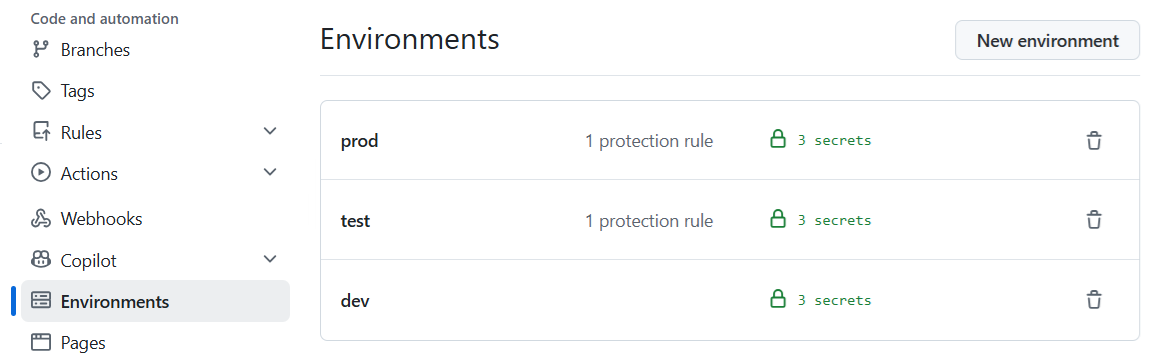 Code and automation
Branches
Tags
Rules
Actions
Webhooks
Copilot
Environments
Pages
Environments
New environment
prod 1 protection rule 3 secrets
test 1 protection rule 3 secrets
dev 3 secrets